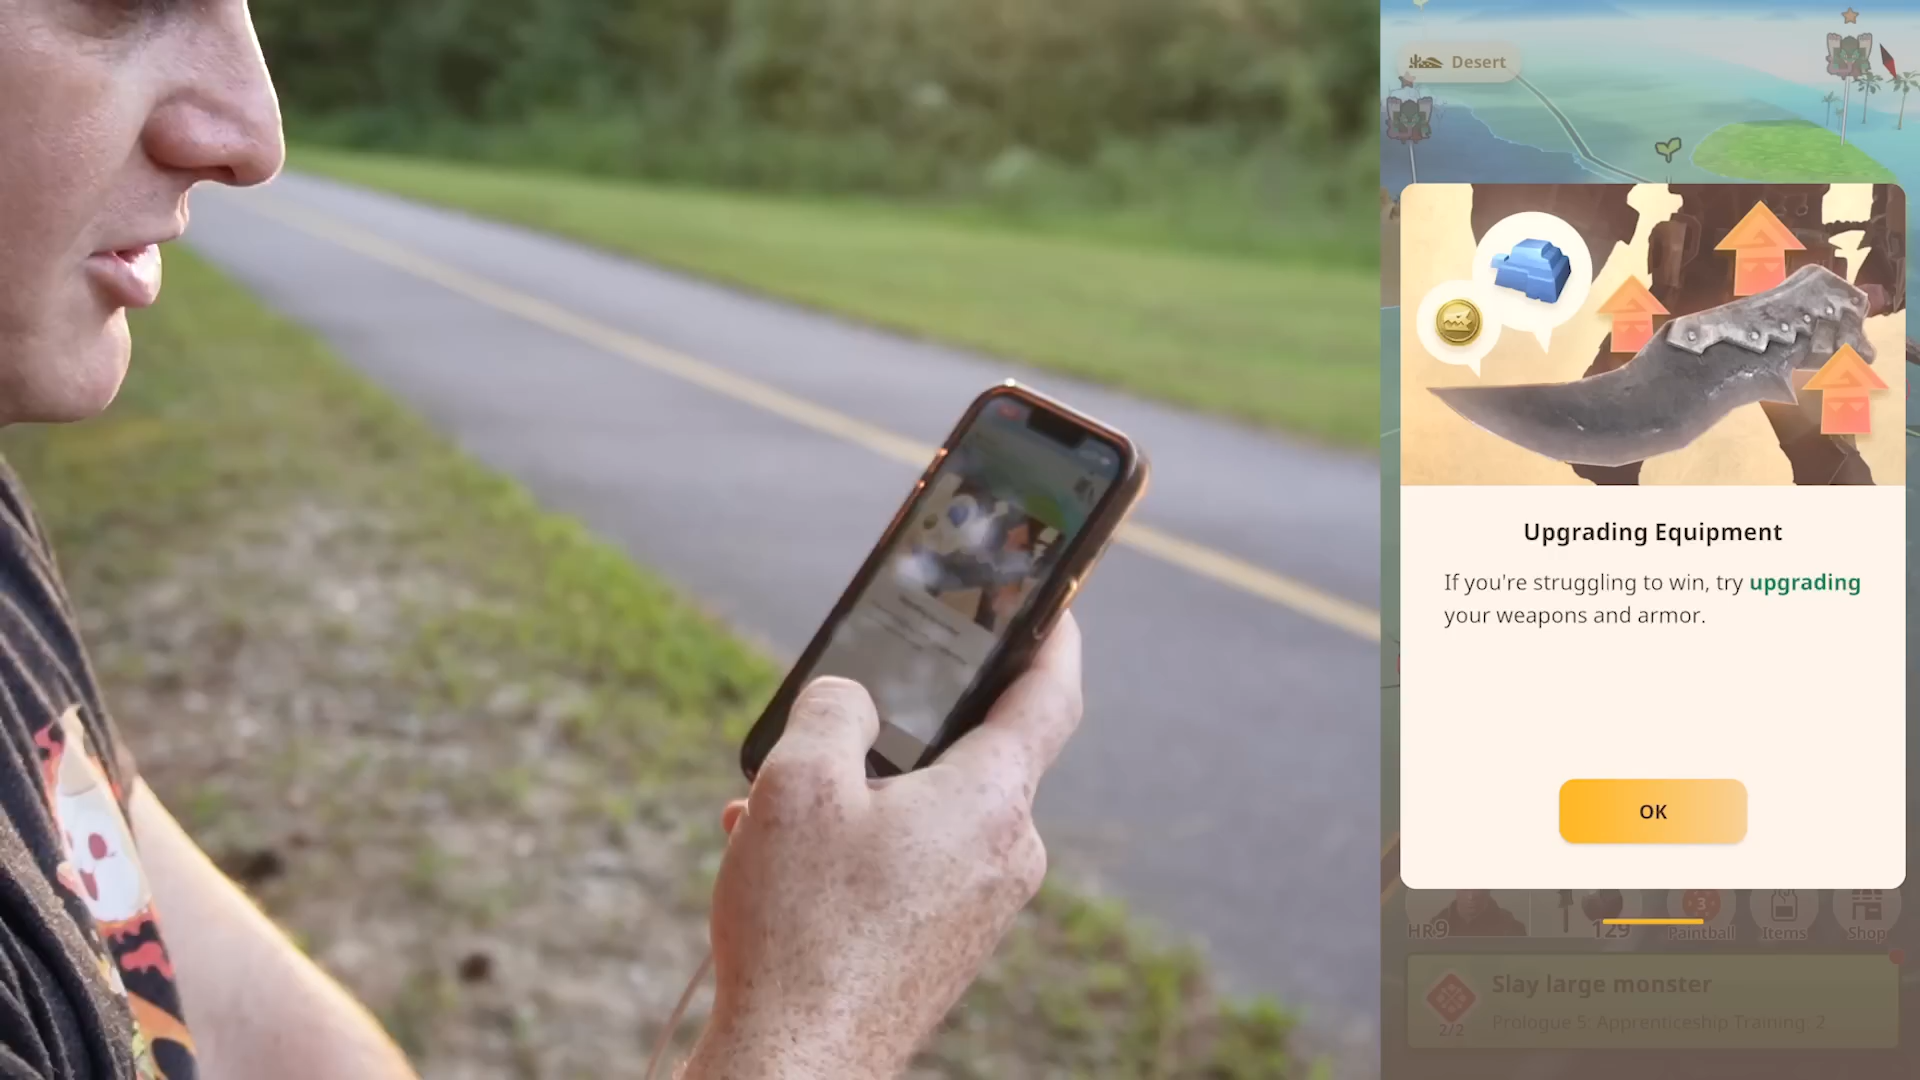 Desert
Upgrading Equipment
If you're struggling to win, try upgrading
your weapons and armor.
OK
HR9
129
3
Paintball
Items
Shop
Slay large monster
2/2
Prologue 5: Apprenticeship Training: 2